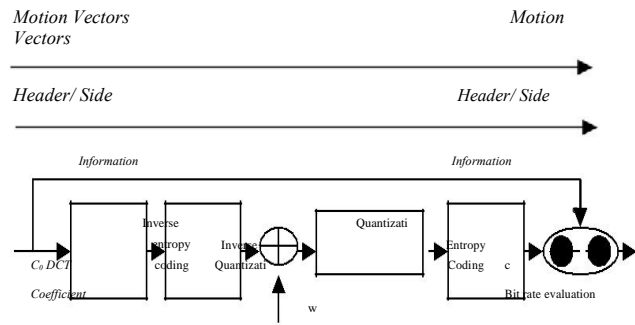 Motion Vectors Motion
Vectors
Header/ Side Header/ Side
Information Information
Inverse Quantizati
entropy Inverse Entropy
C₀ DCT coding Quantizati Coding c
Coefficient Bit rate evaluation
w